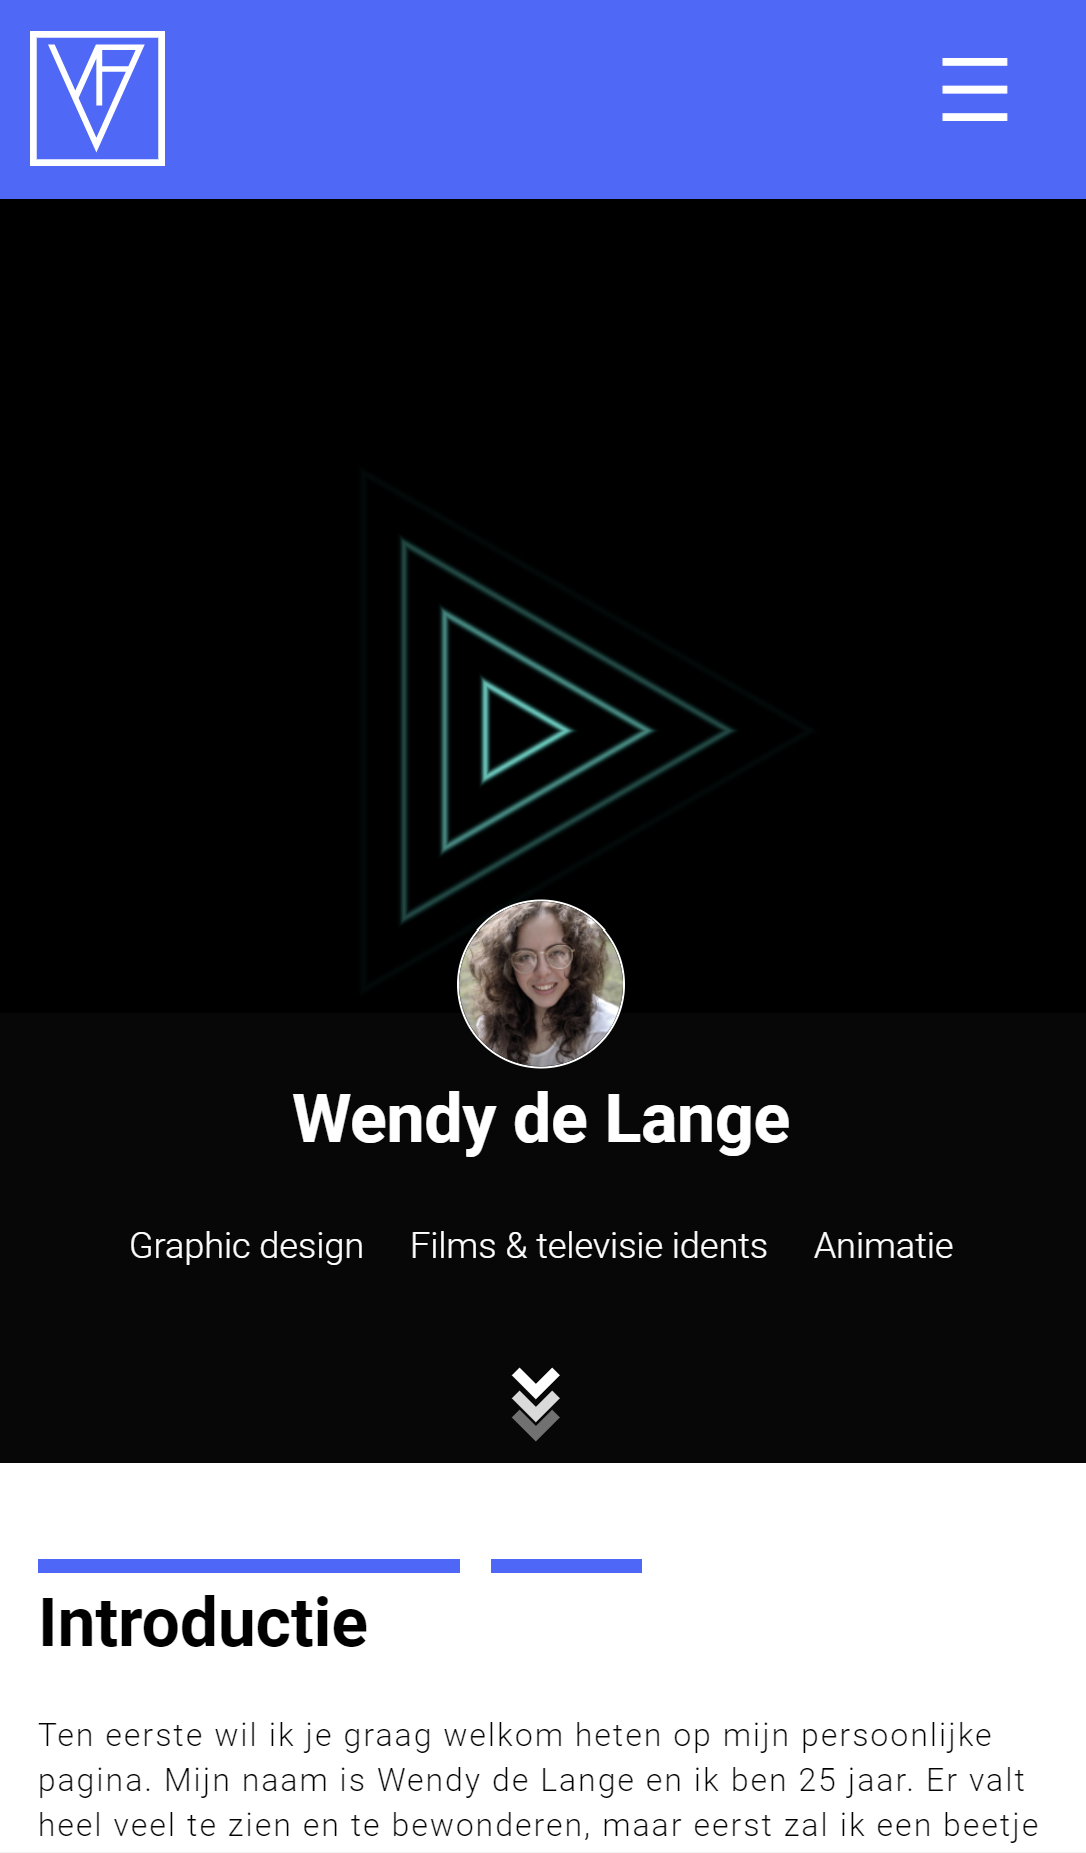 Wendy de Lange
Graphic design Films & televisie idents Animatie
Introductie
Ten eerste wil ik je graag welkom heten op mijn persoonlijke
pagina. Mijn naam is Wendy de Lange en ik ben 25 jaar. Er valt
heel veel te zien en te bewonderen, maar eerst zal ik een beetje